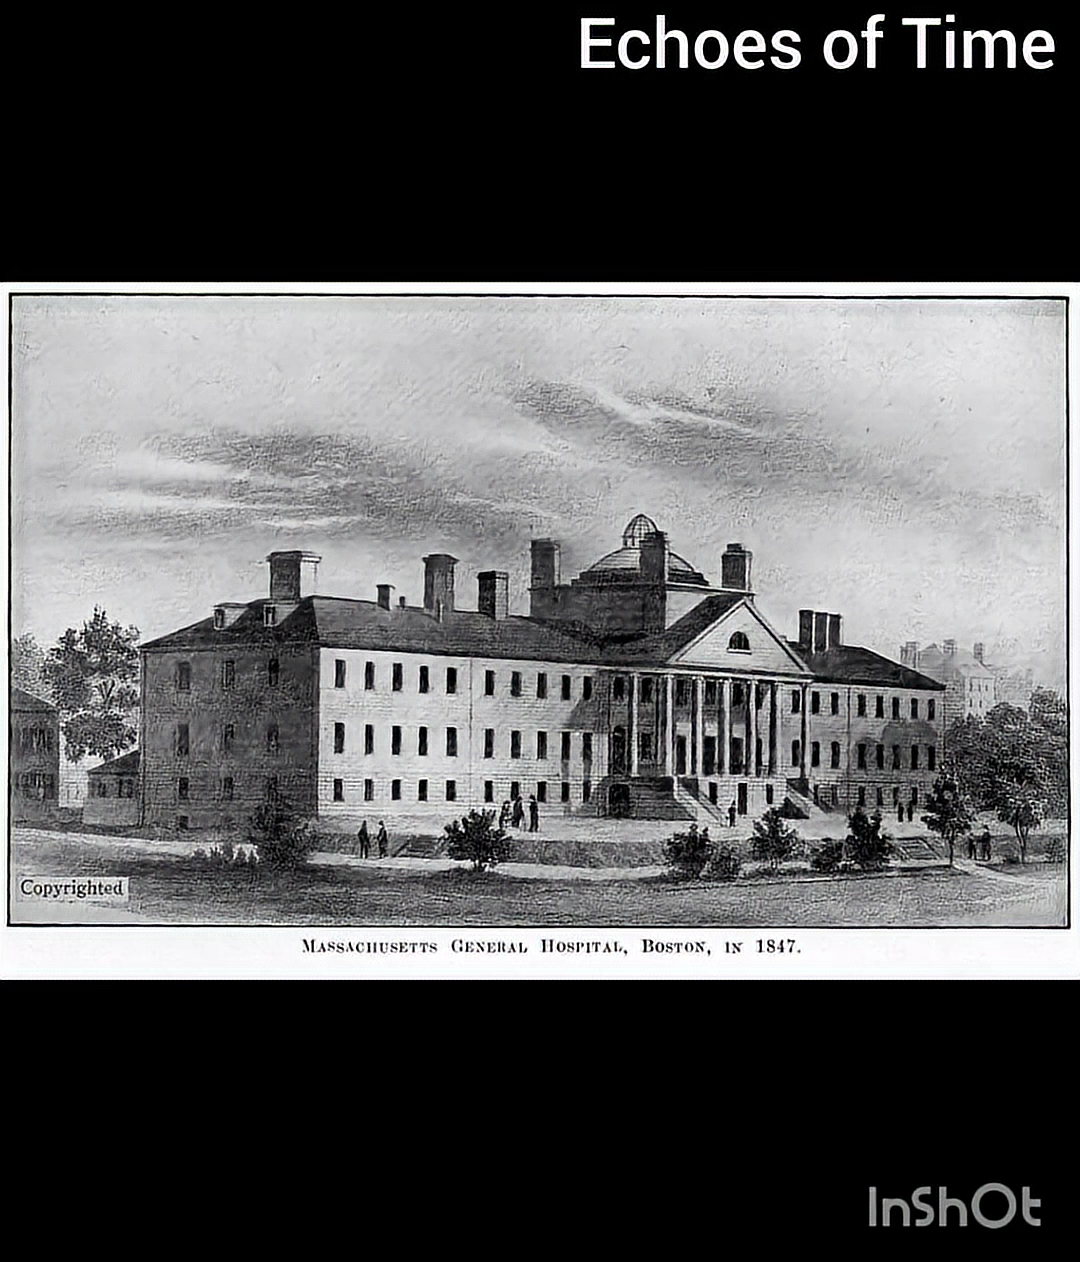 Echoes of Time
Copyrighted
MASSACHUSETTS GENERAL HOSPITAL, BOSTON, IN 1847.
InShOt